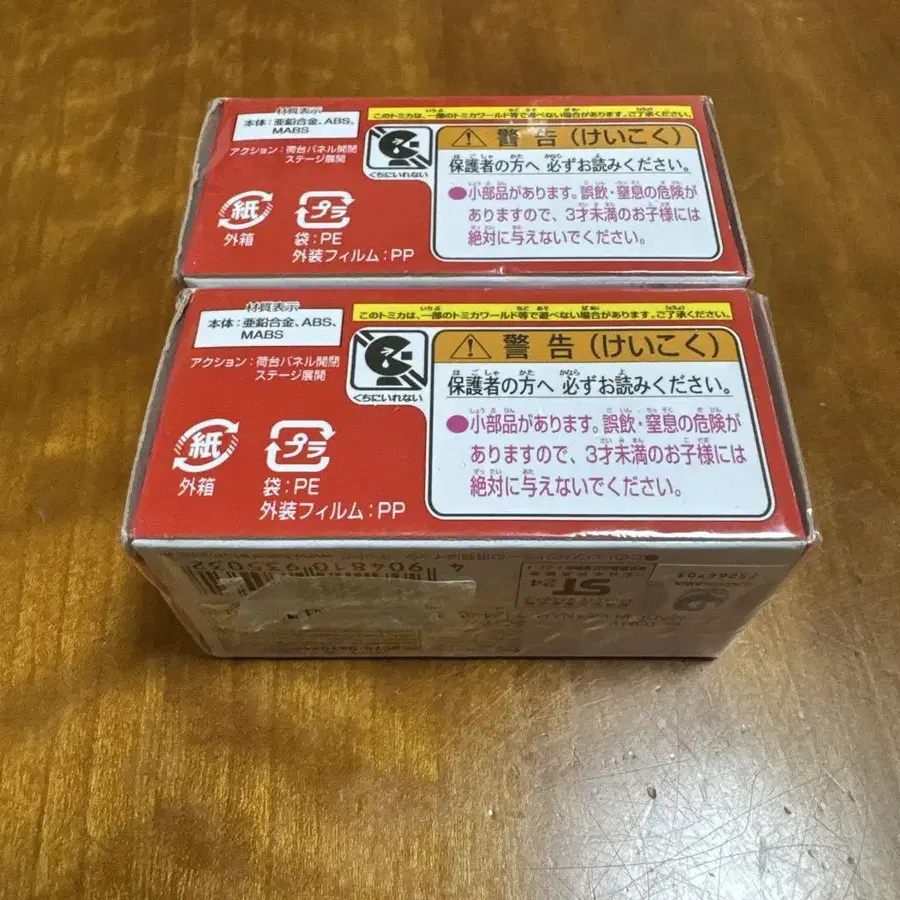 材質表示
本体:亜鉛合金、ABS、
MABS
アクション:荷台パネル開閉
ステージ展開
紙
外箱
プラ
袋:PE
外装フィルム:PP
くちにいれない
このトミカは、一部のトミカワールド等で遊べない場合があります。ご了承ください。
警告(けいこく)
保護者の方へ 必ずお読みください。
●小部品があります。誤飲・窒息の危険が
ありますので、3才未満のお子様には
絶対に与えないでください。
材質表示
本体:亜鉛合金、ABS、
MABS
アクション:荷台パネル開閉
ステージ展開
紙
外箱
プラ
袋:PE
外装フィルム:PP
くちにいれない
このトミカは、一部のトミカワールド等で遊べない場合があります。ご了承ください。
警告(けいこく)
保護者の方へ 必ずお読みください。
●小部品があります。誤飲・窒息の危険が
ありますので、3才未満のお子様には
絶対に与えないでください。
4 904810 935032
ST
24